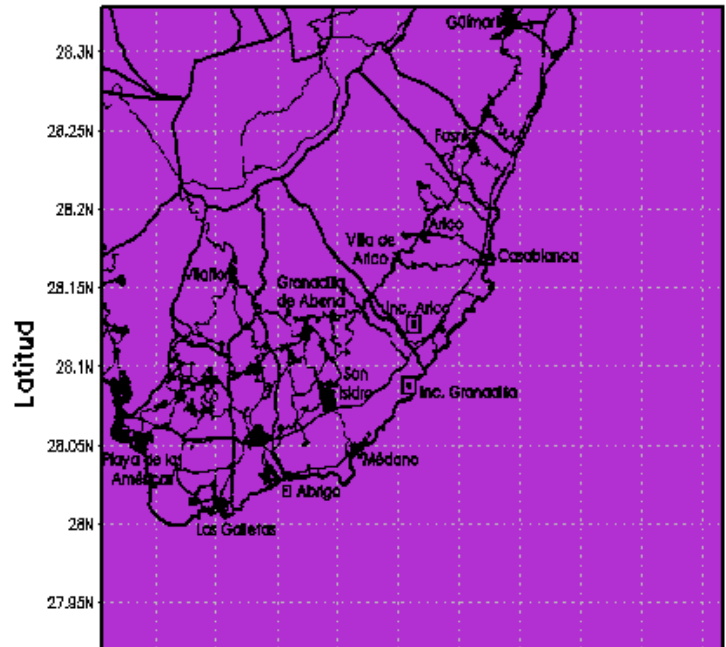 Güímar
28.3N
28.25N
Fasnia
28.2N
Arico
Villa de
Arico
Casablanca
Vilaflor
Granadilla
de Abona
28.15N
Inc. Arico
28.1N
San
Isidro
Inc. Granadilla
Latitud
28.05N
Playa de las
Américas
Médano
Abrigo
28N
Las Galletas
27.95N